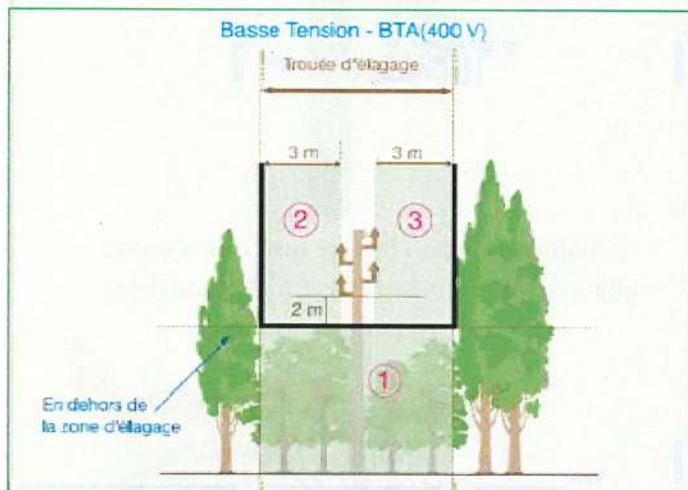 Basse Tension - BTA(400 V)
Trouée d'élagage
3 m
3 m
2
3
2 m
1
En dehors de
la zone d'élagage